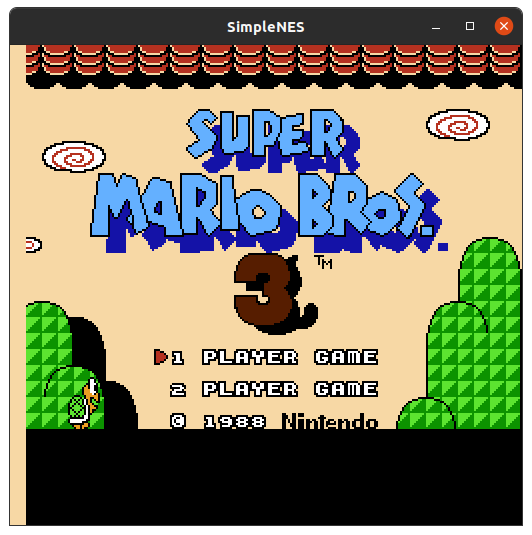 SimpleNES
SUPER
MARIO BROS.
3 TM
1 PLAYER GAME
2 PLAYER GAME
© 1988 Nintendo